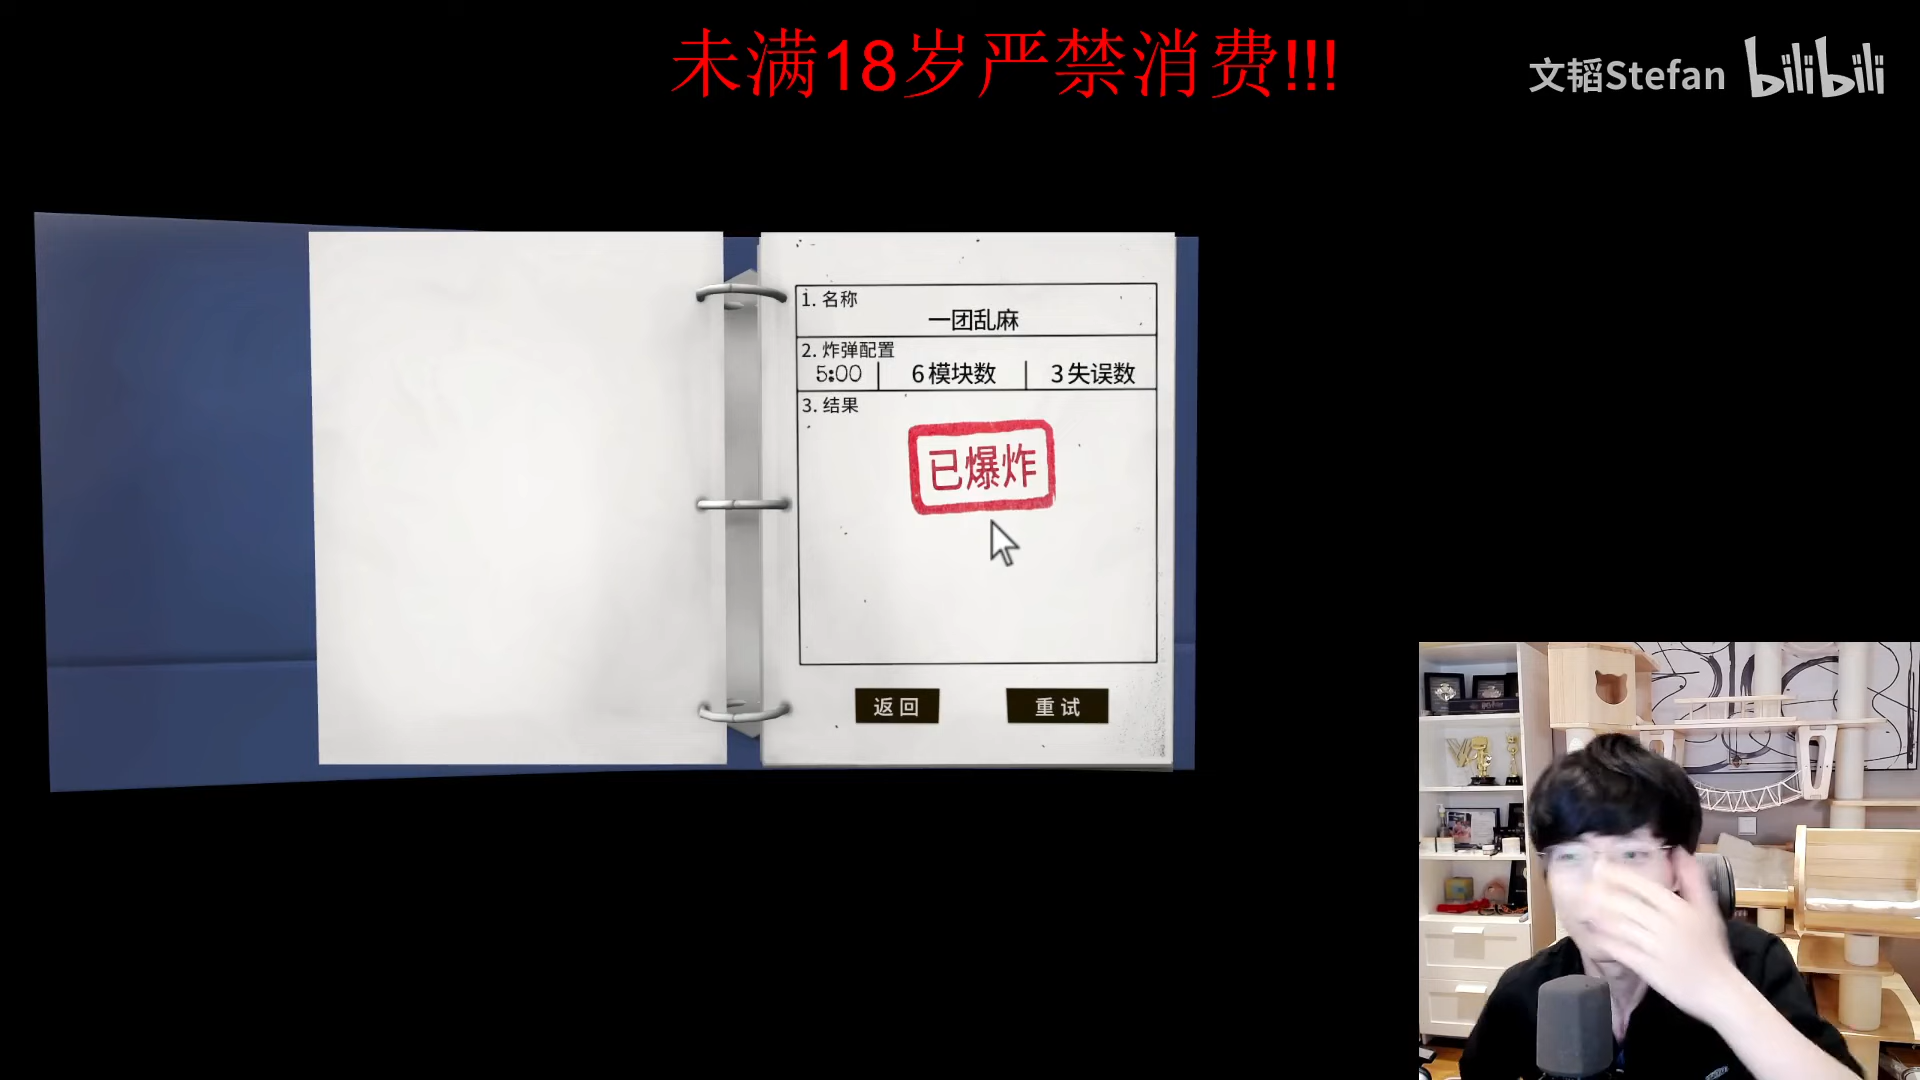 未满18岁严禁消费!!!
文韬Stefan bilibili
1. 名称
一团乱麻
2. 炸弹配置
5:00 6模块数 3失误数
3. 结果
已爆炸
返回 重试